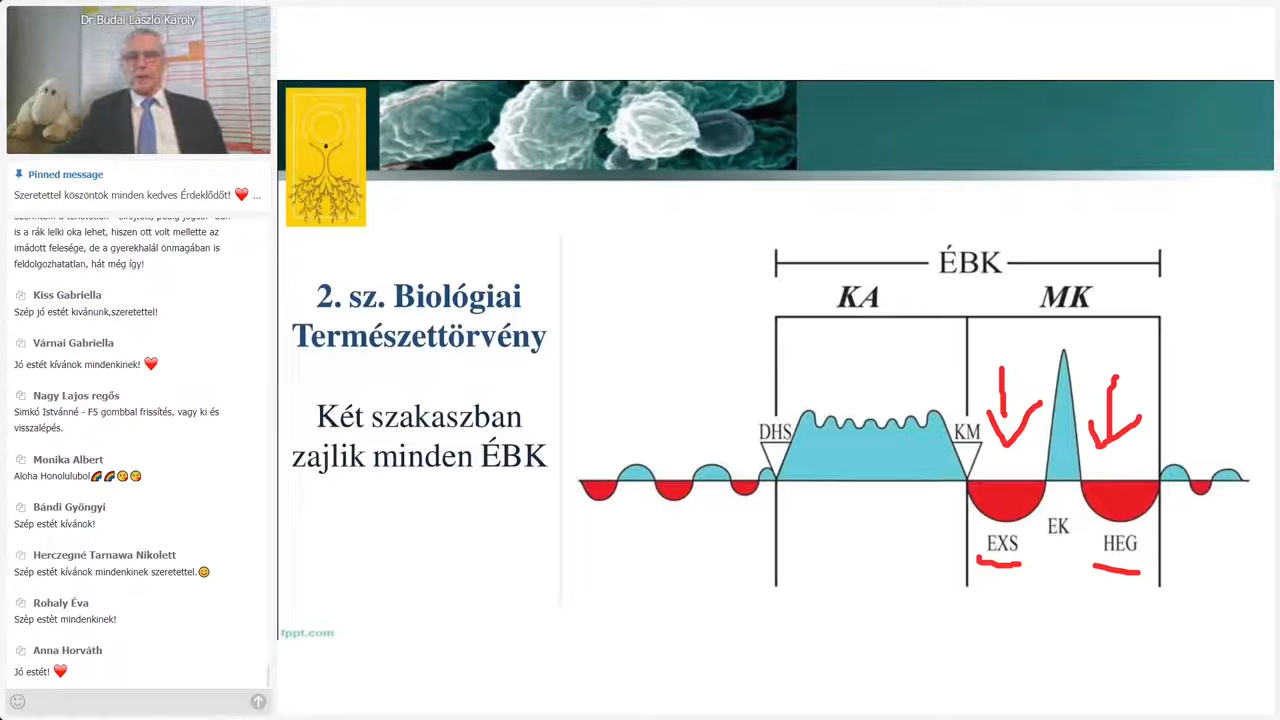 Dr Budai László Károly
Pinned message
Szeretettel köszöntök minden kedves Érdeklődőt! ❤️ ...
is a rák lelki oka lehet, hiszen ott volt mellette az
imádott felesége, de a gyerekhalál önmagában is
feldolgozhatatlan, hát még így!
Kiss Gabriella
Szép jó estét kivánunk,szeretettel!
Várnai Gabriella
Jó estét kívánok mindenkinek! ❤️
Nagy Lajos regős
Simkó Istvánné - F5 gombbal frissítés, vagy ki és
visszalépés.
Monika Albert
Aloha Honolulubol🌈🌈😘😘
Bándi Gyöngyi
Szép estét kívánok!
Herczegné Tarnawa Nikolett
Szép estét kívánok mindenkinek szeretettel.😊
Rohaly Éva
Szèp estèt mindenkinek!
Anna Horváth
Jó estét! ❤️
2. sz. Biológiai
Természettörvény
Két szakaszban
zajlik minden ÉBK
ÉBK
KA
MK
DHS
KM
EXS
EK
HEG
fppt.com